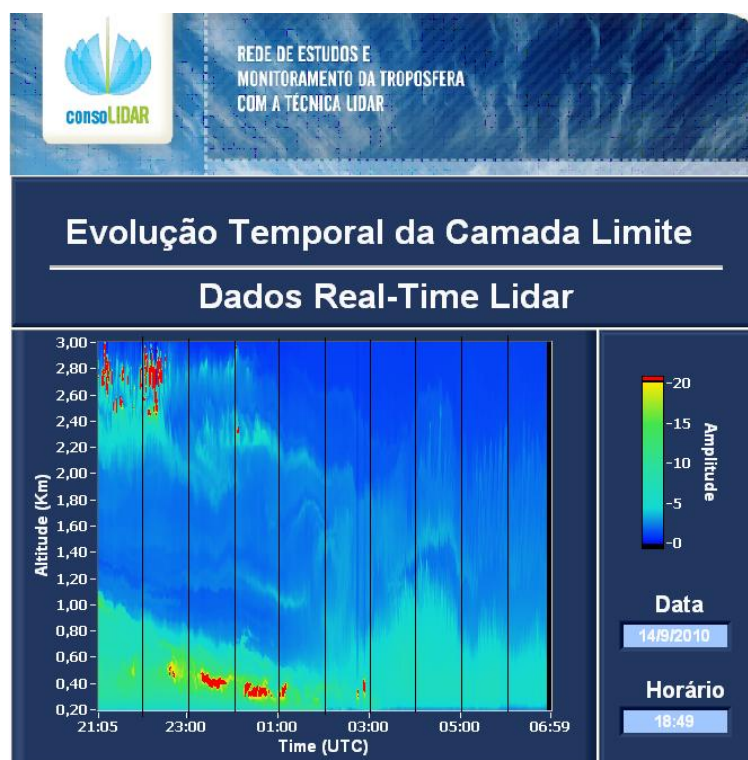 consoLIDAR
REDE DE ESTUDOS E
MONITORAMENTO DA TROPOSFERA
COM A TÉCNICA LIDAR
Evolução Temporal da Camada Limite
Dados Real-Time Lidar
3,00
2,80
2,60
2,40
2,20
2,00
1,80
1,60
1,40
1,20
1,00
0,80
0,60
0,40
0,20
Altitude (Km)
21:05 23:00 01:00 03:00 05:00 06:59
Time (UTC)
20
15
10
5
0
Amplitude
Data
14/9/2010
Horário
18:49